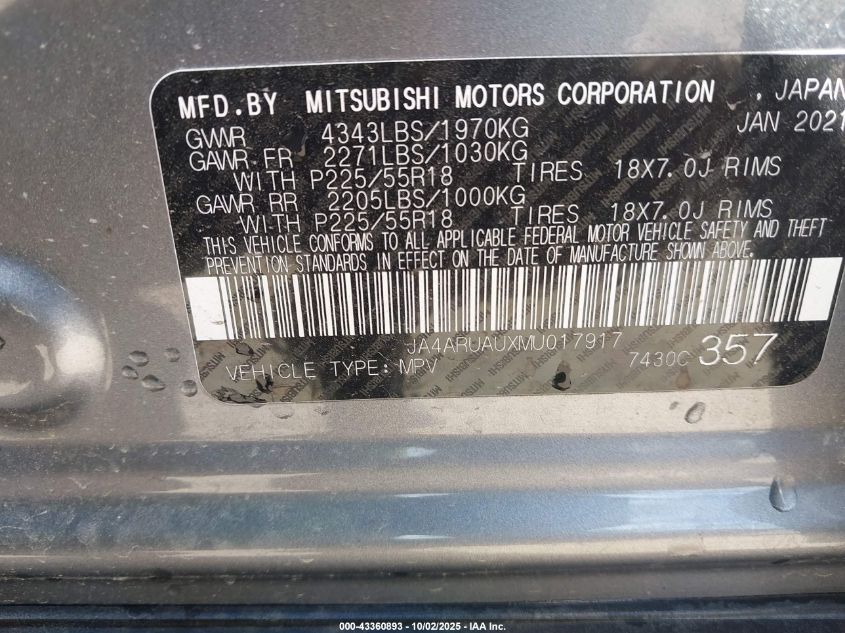 MFD.BY MITSUBISHI MOTORS CORPORATION , JAPAN
GVWR 4343LBS/1970KG JAN 2021
GAWR FR 2271LBS/1030KG
WITH P225/55R18 TIRES 18X7.0J RIMS
GAWR RR 2205LBS/1000KG
WITH P225/55R18 TIRES 18X7.0J RIMS
THIS VEHICLE CONFORMS TO ALL APPLICABLE FEDERAL MOTOR VEHICLE SAFETY AND THEFT
PREVENTION STANDARDS IN EFFECT ON THE DATE OF MANUFACTURE SHOWN ABOVE.
JA4ARUAUXMU017917
VEHICLE TYPE: MPV 7430C 357
000-43360893 - 10/02/2025 - IAA Inc.